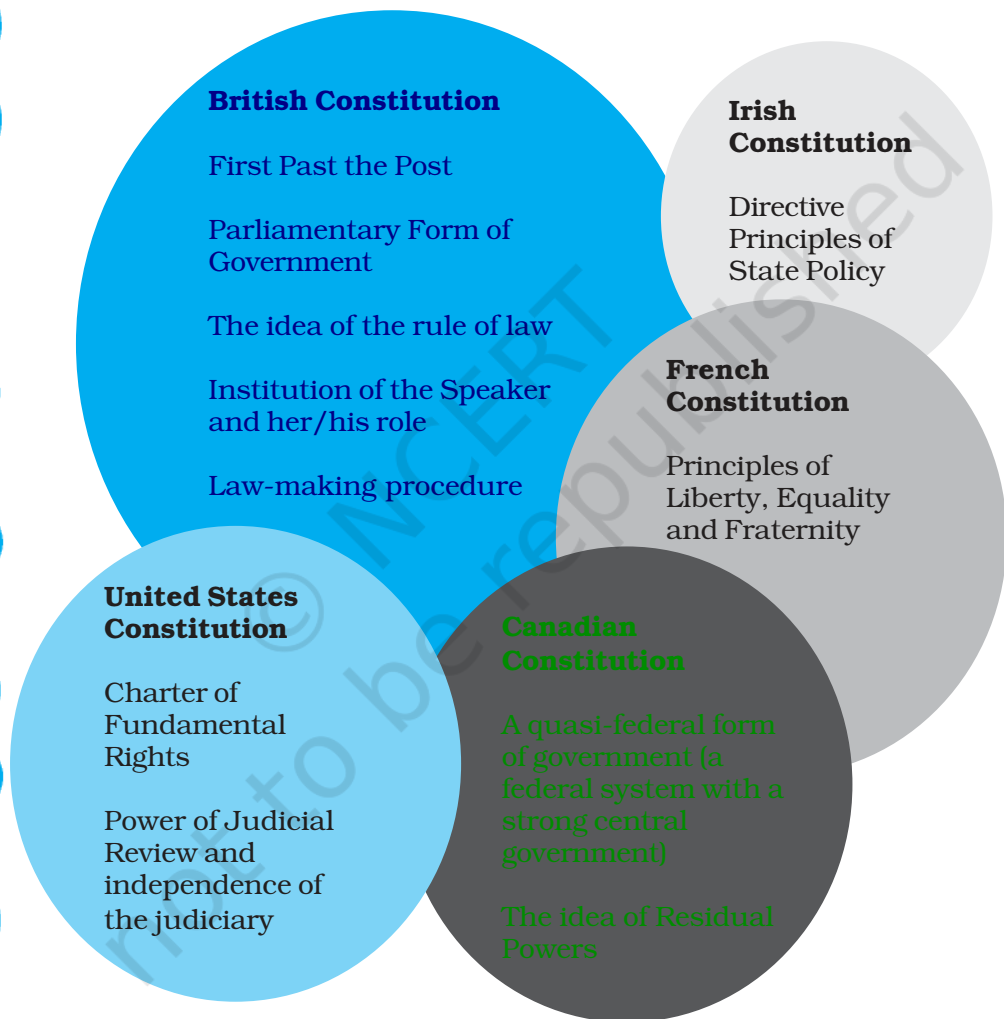 British Constitution
First Past the Post
Parliamentary Form of
Government
The idea of the rule of law
Institution of the Speaker
and her/his role
Law-making procedure
Irish
Constitution
Directive
Principles of
State Policy
French
Constitution
Principles of
Liberty, Equality
and Fraternity
United States
Constitution
Charter of
Fundamental
Rights
Power of Judicial
Review and
independence of
the judiciary
Canadian
Constitution
A quasi-federal form
of government (a
federal system with a
strong central
government)
The idea of Residual
Powers
© NCERT
not to be republished